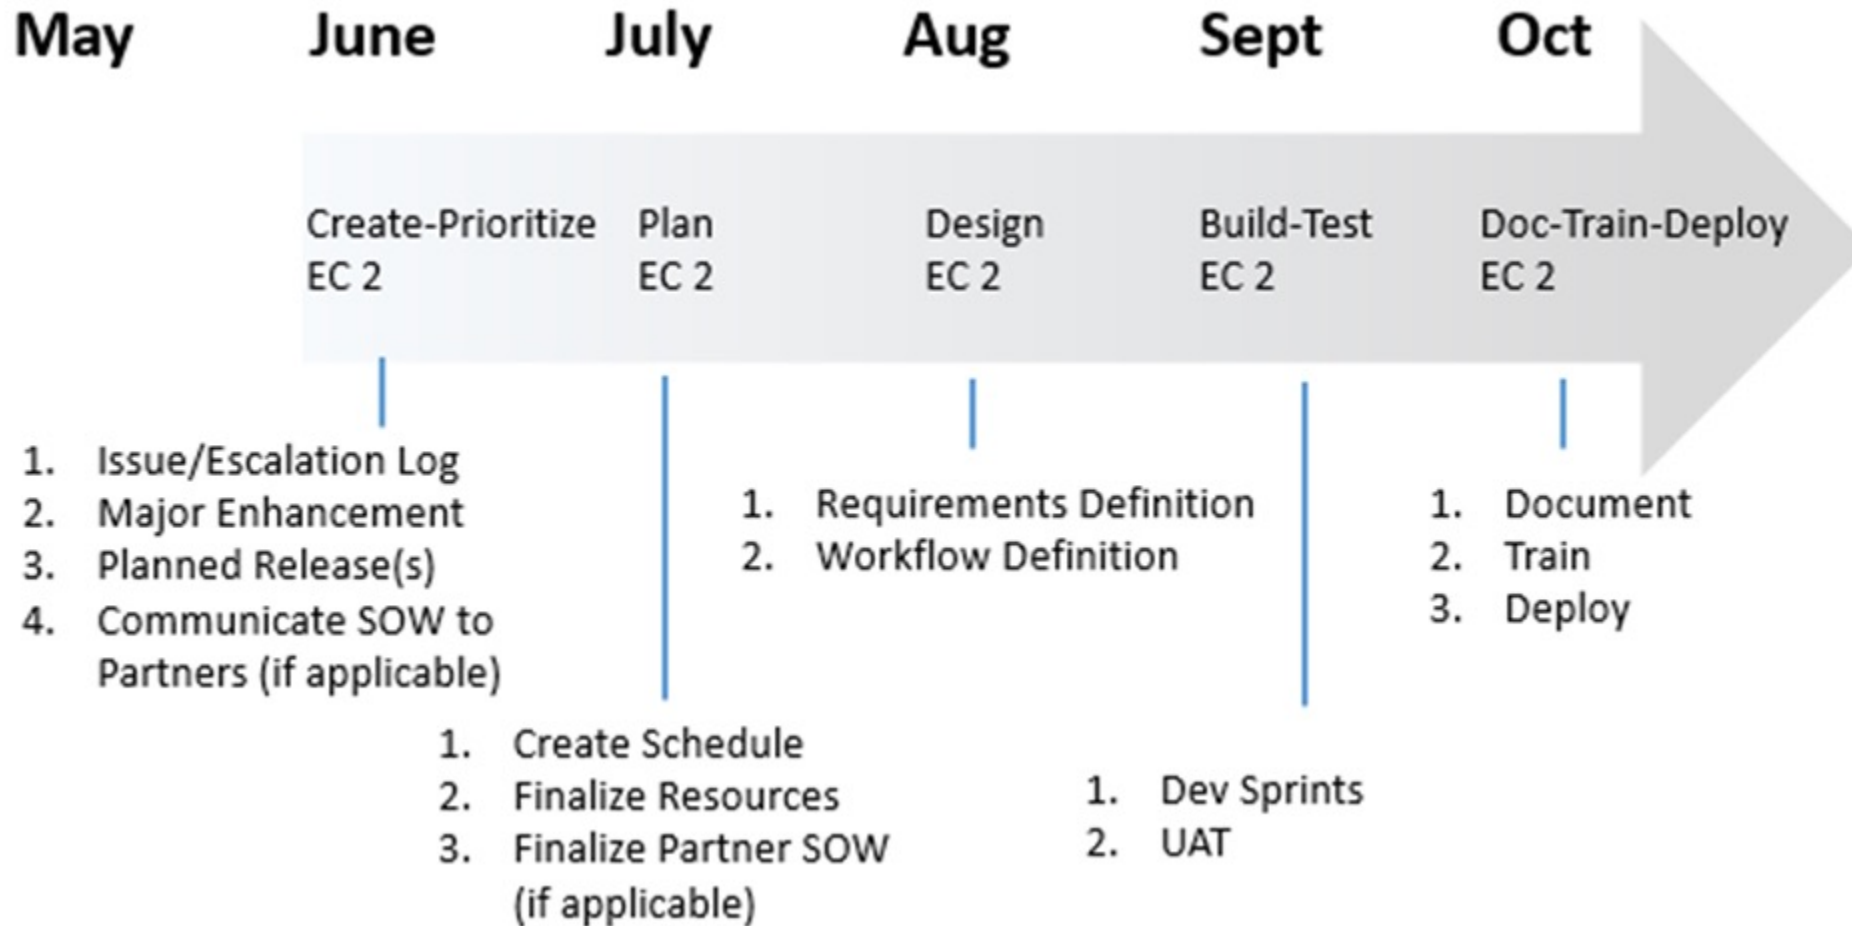 May June July Aug Sept Oct
Create-Prioritize Plan Design Build-Test Doc-Train-Deploy
EC 2 EC 2 EC 2 EC 2 EC 2
1. Issue/Escalation Log
2. Major Enhancement
3. Planned Release(s)
4. Communicate SOW to
Partners (if applicable)
1. Create Schedule
2. Finalize Resources
3. Finalize Partner SOW
(if applicable)
1. Requirements Definition
2. Workflow Definition
1. Dev Sprints
2. UAT
1. Document
2. Train
3. Deploy